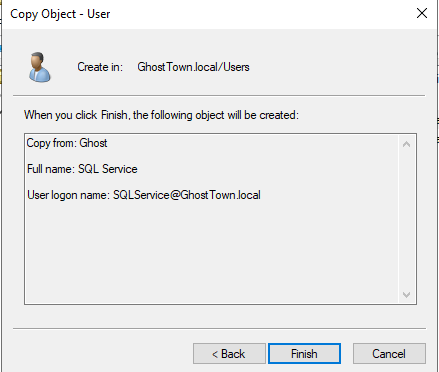 Copy Object - User
Create in: GhostTown.local/Users
When you click Finish, the following object will be created:
Copy from: Ghost
Full name: SQL Service
User logon name: SQLService@GhostTown.local
< Back Finish Cancel